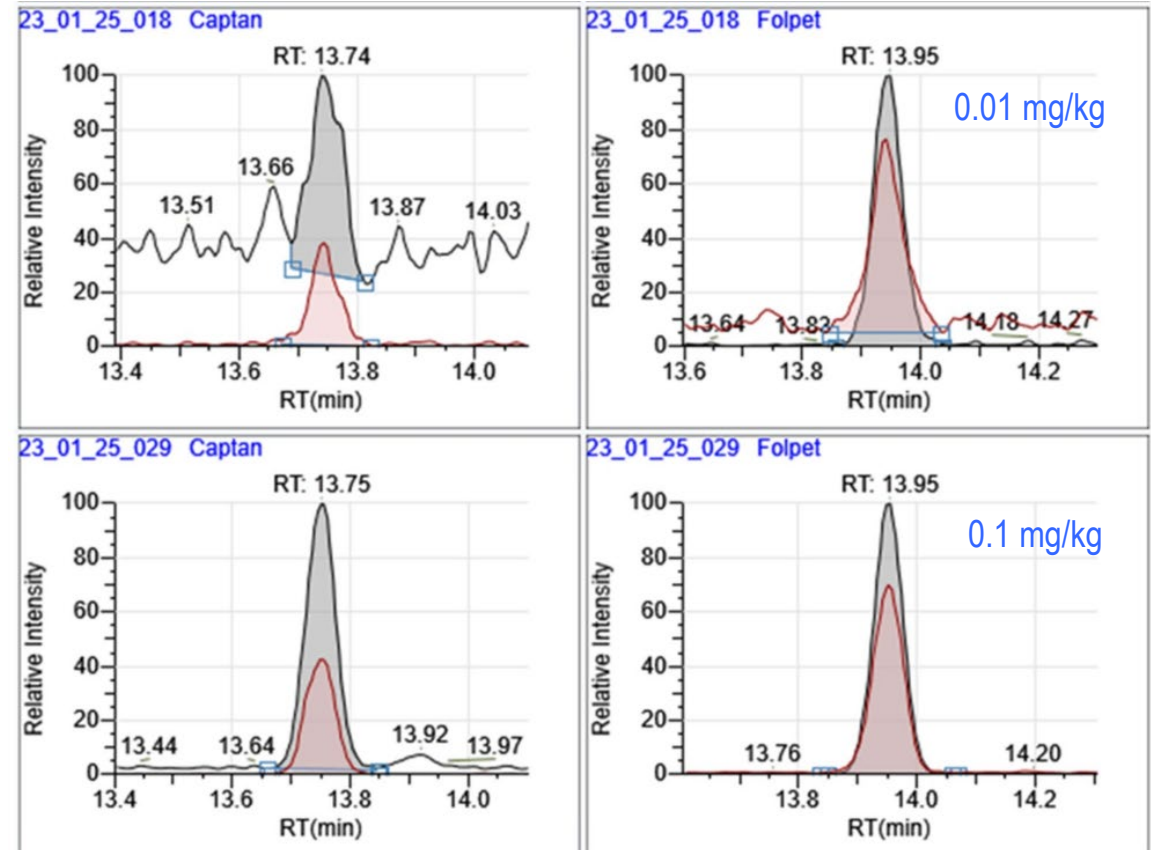 23_01_25_018 Captan
RT: 13.74
100
80
60
40
20
0
Relative Intensity
13.51
13.66
13.87
14.03
13.4
13.6
13.8
14.0
RT(min)
23_01_25_018 Folpet
RT: 13.95
0.01 mg/kg
100
80
60
40
20
0
Relative Intensity
13.64
13.83
14.18
14.27
13.6
13.8
14.0
14.2
RT(min)
23_01_25_029 Captan
RT: 13.75
100
80
60
40
20
0
Relative Intensity
13.44
13.64
13.92
13.97
13.4
13.6
13.8
14.0
RT(min)
23_01_25_029 Folpet
RT: 13.95
0.1 mg/kg
100
80
60
40
20
0
Relative Intensity
13.76
14.20
13.8
14.0
14.2
RT(min)